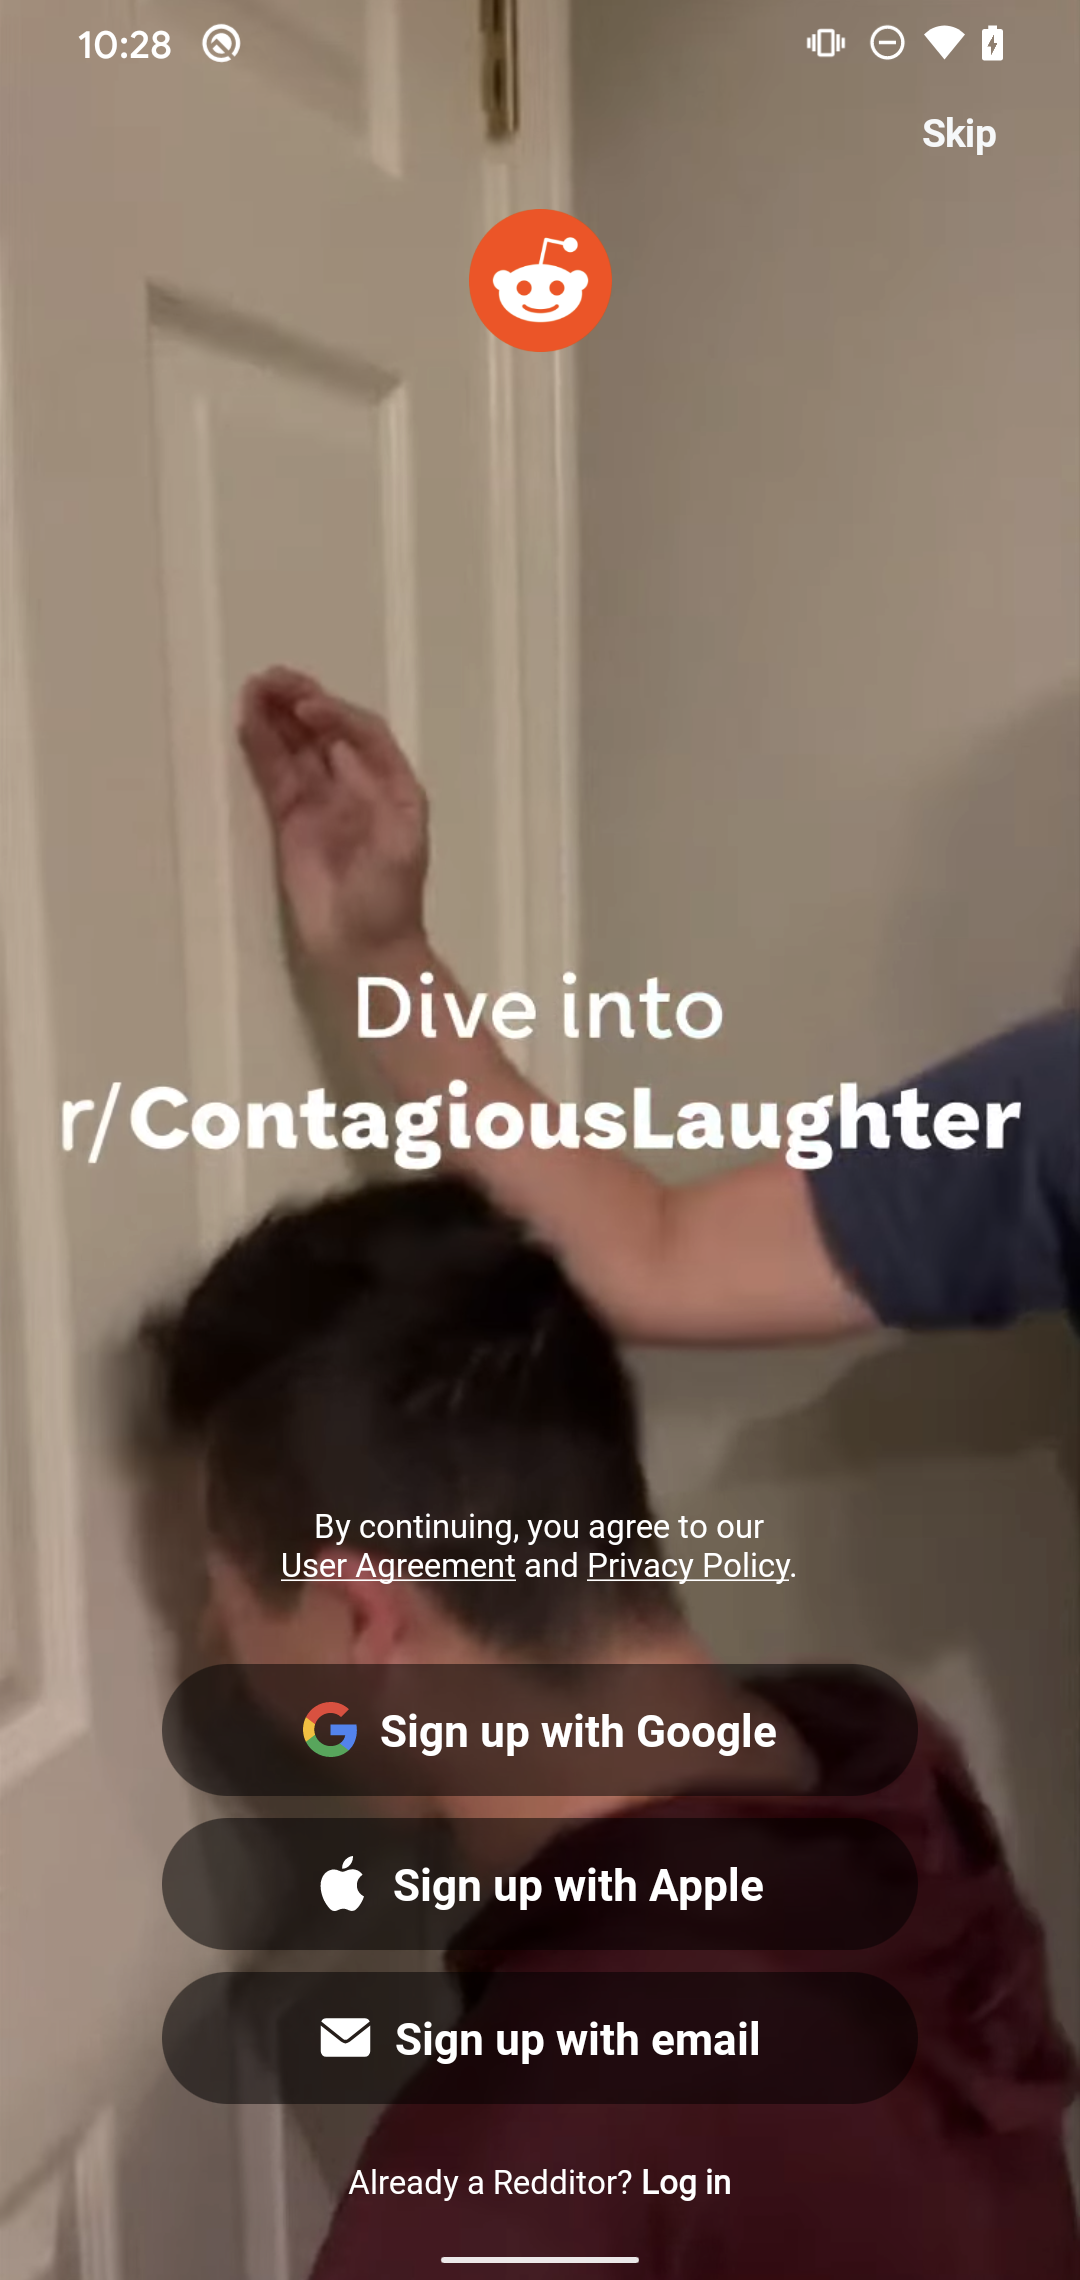 10:28
Skip
Dive into
r/ContagiousLaughter
By continuing, you agree to our
User Agreement and Privacy Policy.
Sign up with Google
Sign up with Apple
Sign up with email
Already a Redditor? Log in